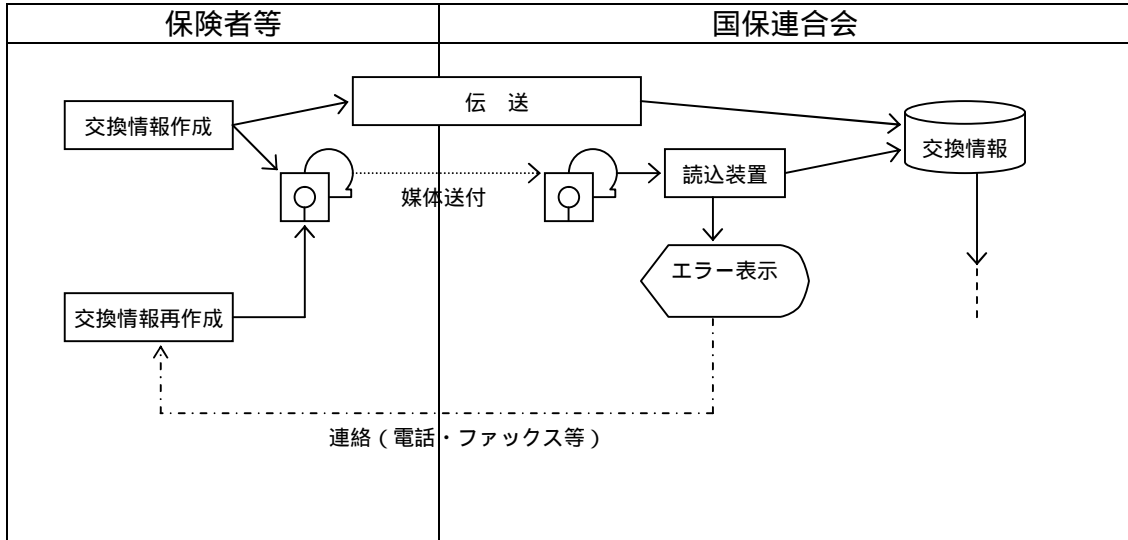 保険者等
国保連合会
伝　送
交換情報作成
交換情報
読込装置
媒体送付
エラー表示
交換情報再作成
連絡（電話・ファックス等）